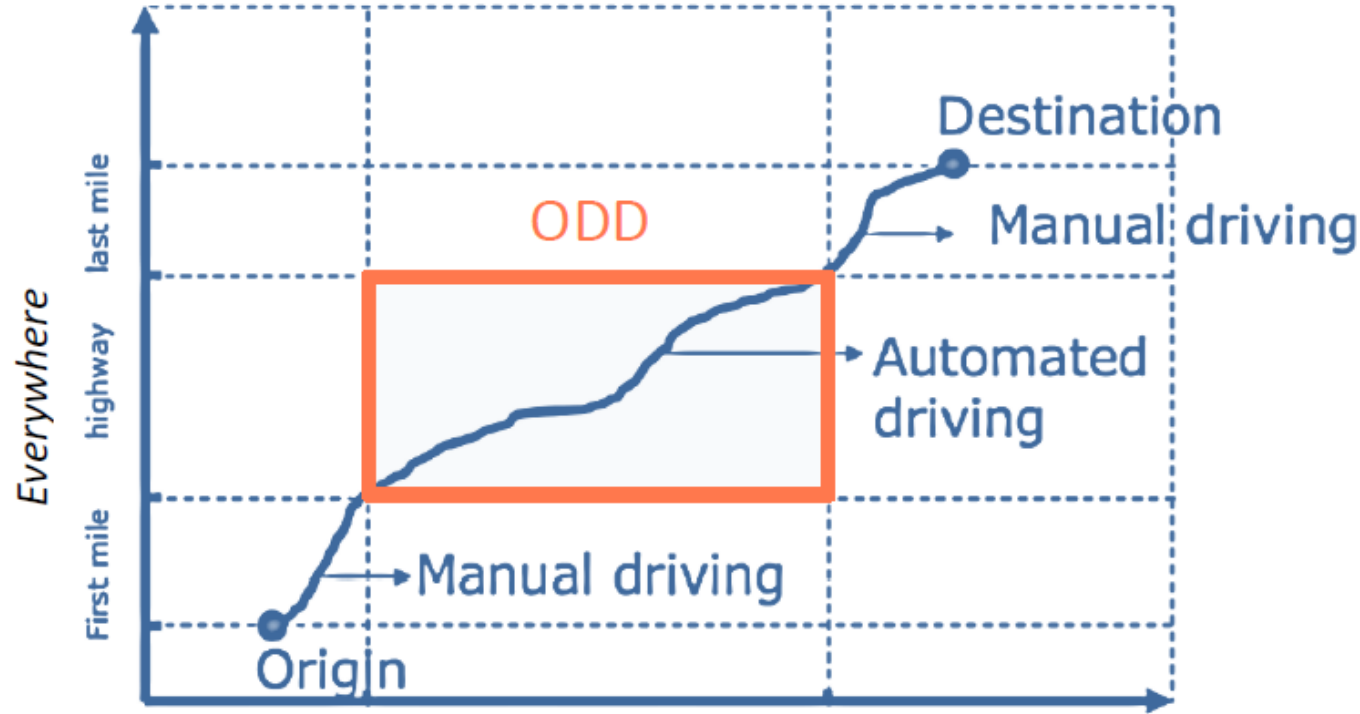 Destination
last mile
ODD
Manual driving
Everywhere
highway
Automated
driving
First mile
Manual driving
Origin